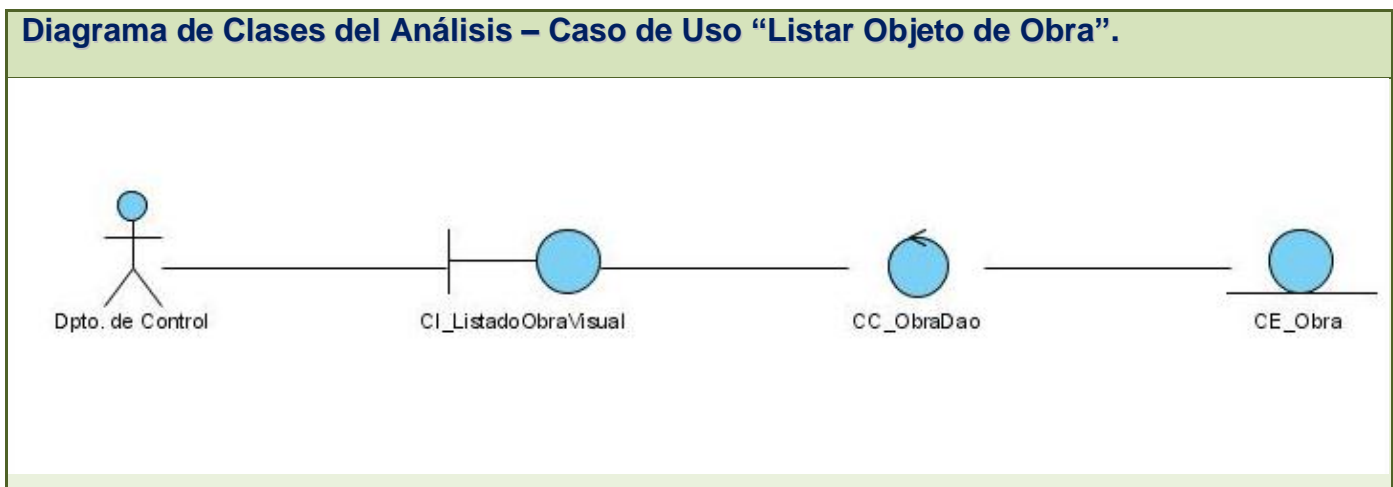 Diagrama de Clases del Análisis – Caso de Uso “Listar Objeto de Obra”.
Dpto. de Control
CI_ListadoObraVisual
CC_ObraDao
CE_Obra